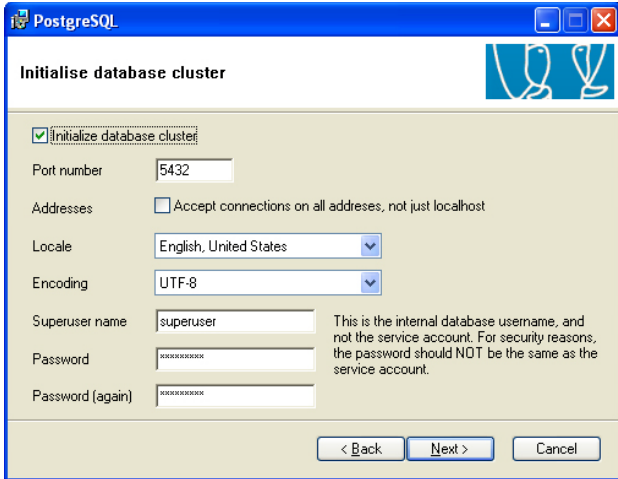 PostgreSQL
Initialise database cluster
Initialize database cluster
Port number 5432
Addresses Accept connections on all addreses, not just localhost
Locale English, United States
Encoding UTF-8
Superuser name superuser
This is the internal database username, and
not the service account. For security reasons,
the password should NOT be the same as the
service account.
Password xxxxxxxxx
Password (again) xxxxxxxxx
< Back Next > Cancel